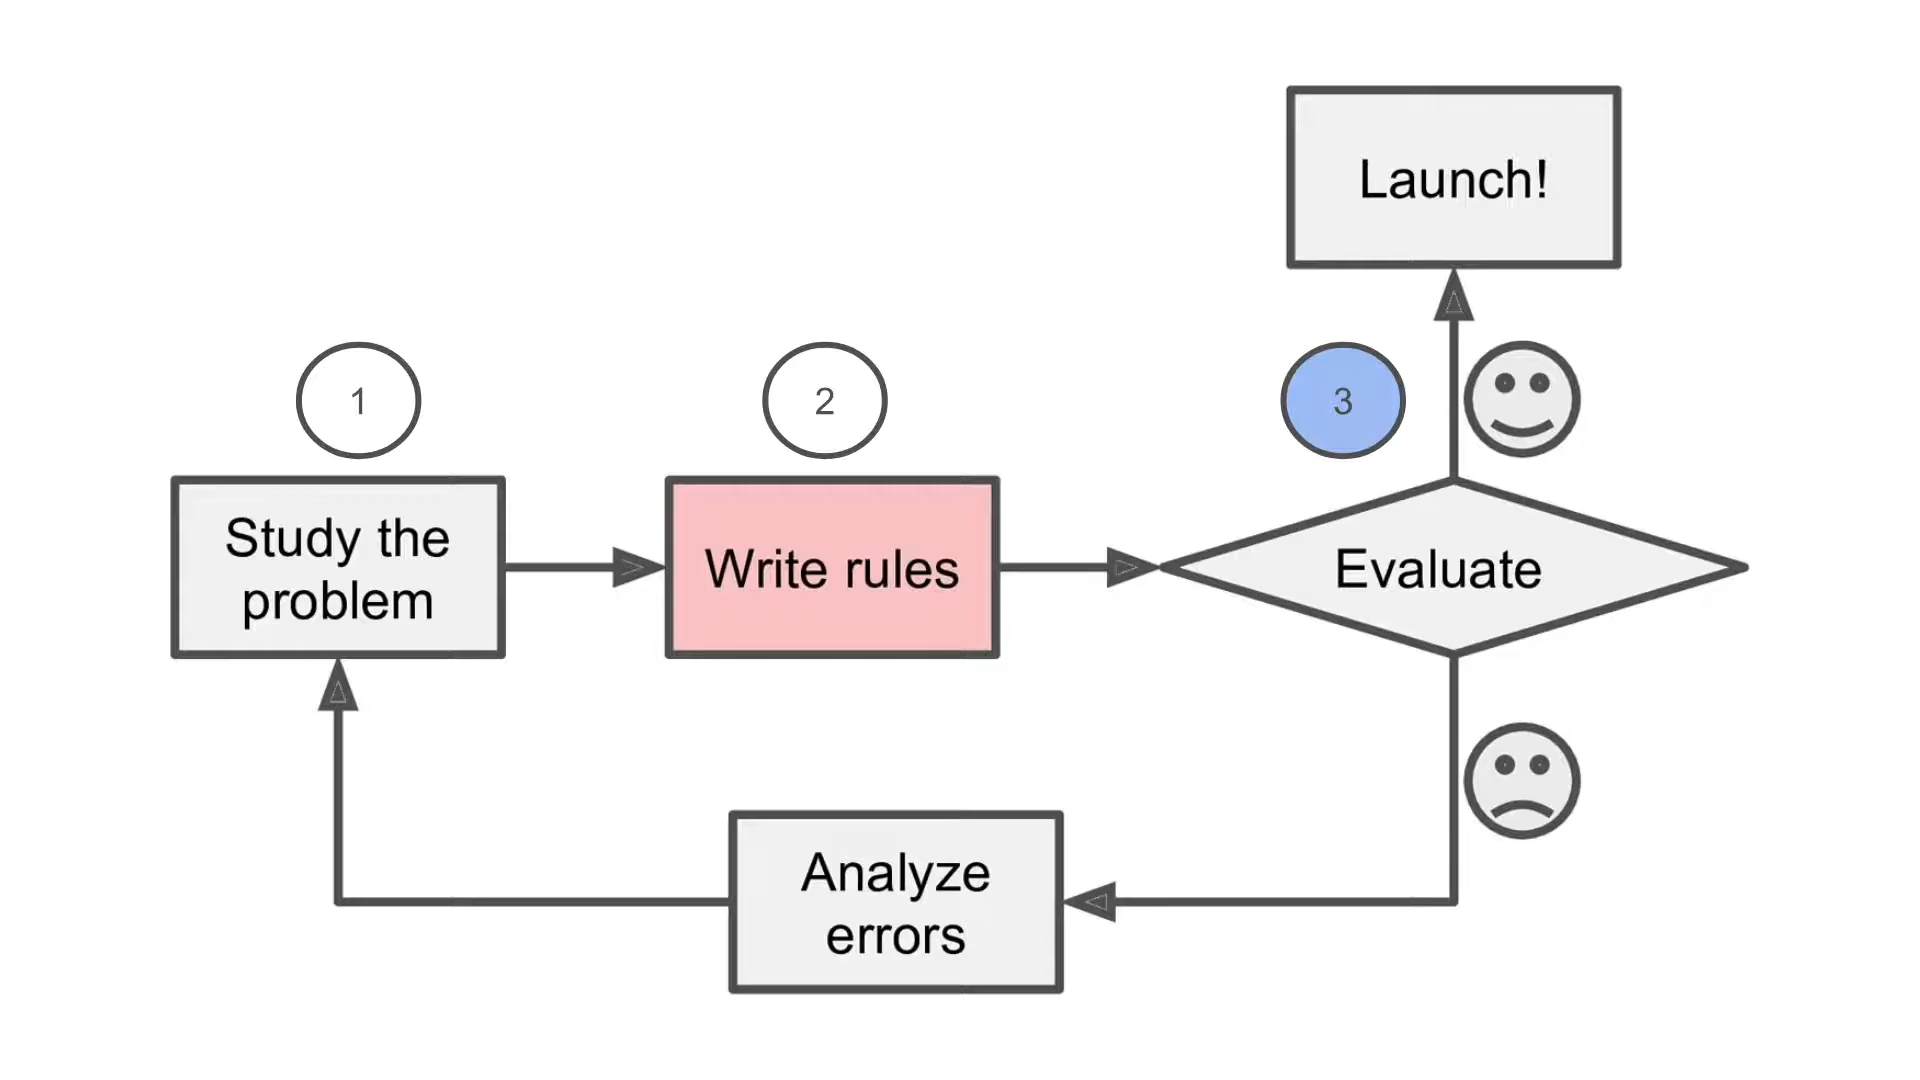 Launch!
1
2
3
Study the
problem
Write rules
Evaluate
Analyze
errors